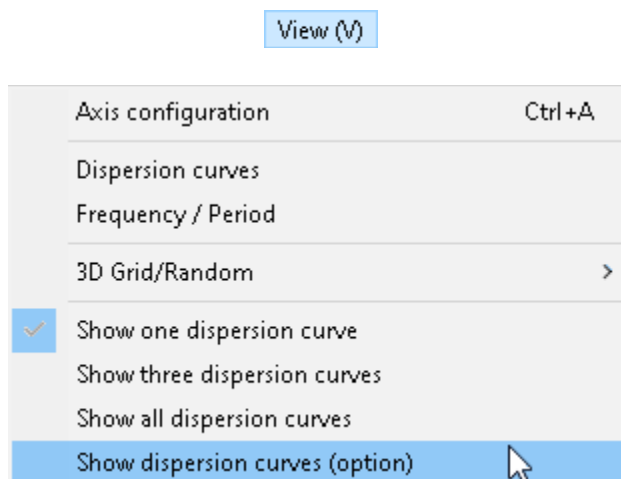 View (V)
Axis configuration Ctrl+A
Dispersion curves
Frequency / Period
3D Grid/Random
Show one dispersion curve
Show three dispersion curves
Show all dispersion curves
Show dispersion curves (option)